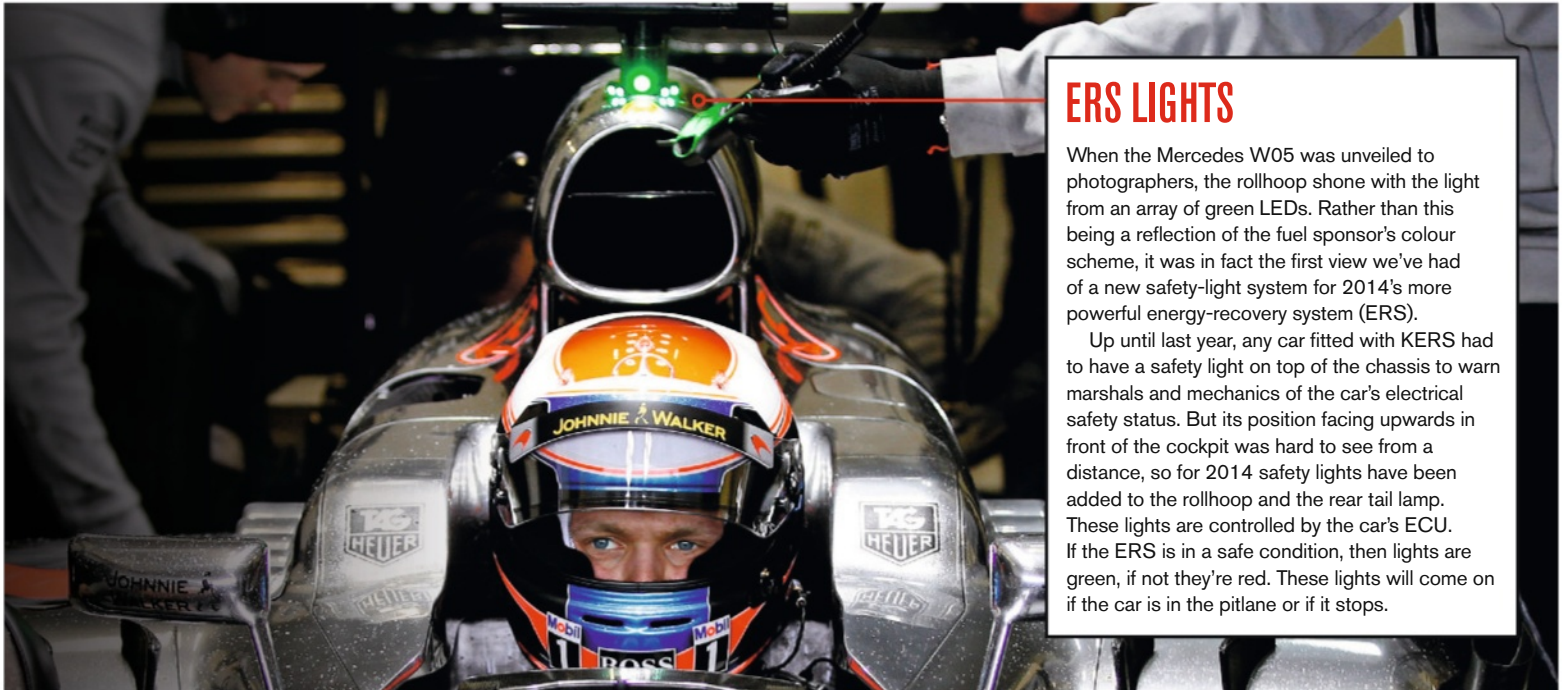 ERS LIGHTS
When the Mercedes W05 was unveiled to
photographers, the rollhoop shone with the light
from an array of green LEDs. Rather than this
being a reflection of the fuel sponsor’s colour
scheme, it was in fact the first view we’ve had
of a new safety-light system for 2014’s more
powerful energy-recovery system (ERS).
Up until last year, any car fitted with KERS had
to have a safety light on top of the chassis to warn
marshals and mechanics of the car’s electrical
safety status. But its position facing upwards in
front of the cockpit was hard to see from a
distance, so for 2014 safety lights have been
added to the rollhoop and the rear tail lamp.
These lights are controlled by the car’s ECU.
If the ERS is in a safe condition, then lights are
green, if not they’re red. These lights will come on
if the car is in the pitlane or if it stops.
JOHNNIE WALKER
TAG
HEUER
TAG
HEUER
JOHNNIE
WALKER
HEUER
HEUER
Mobil
1
BOSS
Mobil
1